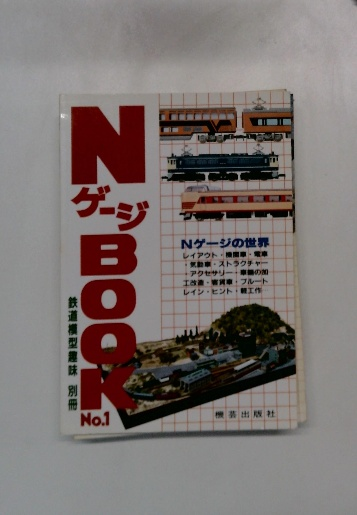 Nゲージ BOOK No.1
鉄道模型趣味 別冊
Nゲージの世界
レイアウト・機関車・電車
・気動車・ストラクチャー
・アクセサリー・車輛の加
工改造・客貨車・ブルート
レイン・ヒント・軽工作
機芸出版社